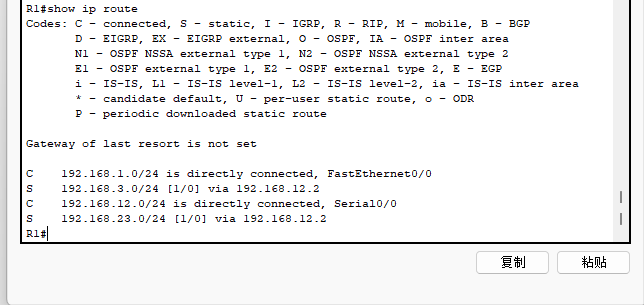 R1#show ip route
Codes: C - connected, S - static, I - IGRP, R - RIP, M - mobile, B - BGP
       D - EIGRP, EX - EIGRP external, O - OSPF, IA - OSPF inter area
       N1 - OSPF NSSA external type 1, N2 - OSPF NSSA external type 2
       E1 - OSPF external type 1, E2 - OSPF external type 2, E - EGP
       i - IS-IS, L1 - IS-IS level-1, L2 - IS-IS level-2, ia - IS-IS inter area
       * - candidate default, U - per-user static route, o - ODR
       P - periodic downloaded static route

Gateway of last resort is not set

C    192.168.1.0/24 is directly connected, FastEthernet0/0
S    192.168.3.0/24 [1/0] via 192.168.12.2
C    192.168.12.0/24 is directly connected, Serial0/0
S    192.168.23.0/24 [1/0] via 192.168.12.2
R1#
复制 粘贴